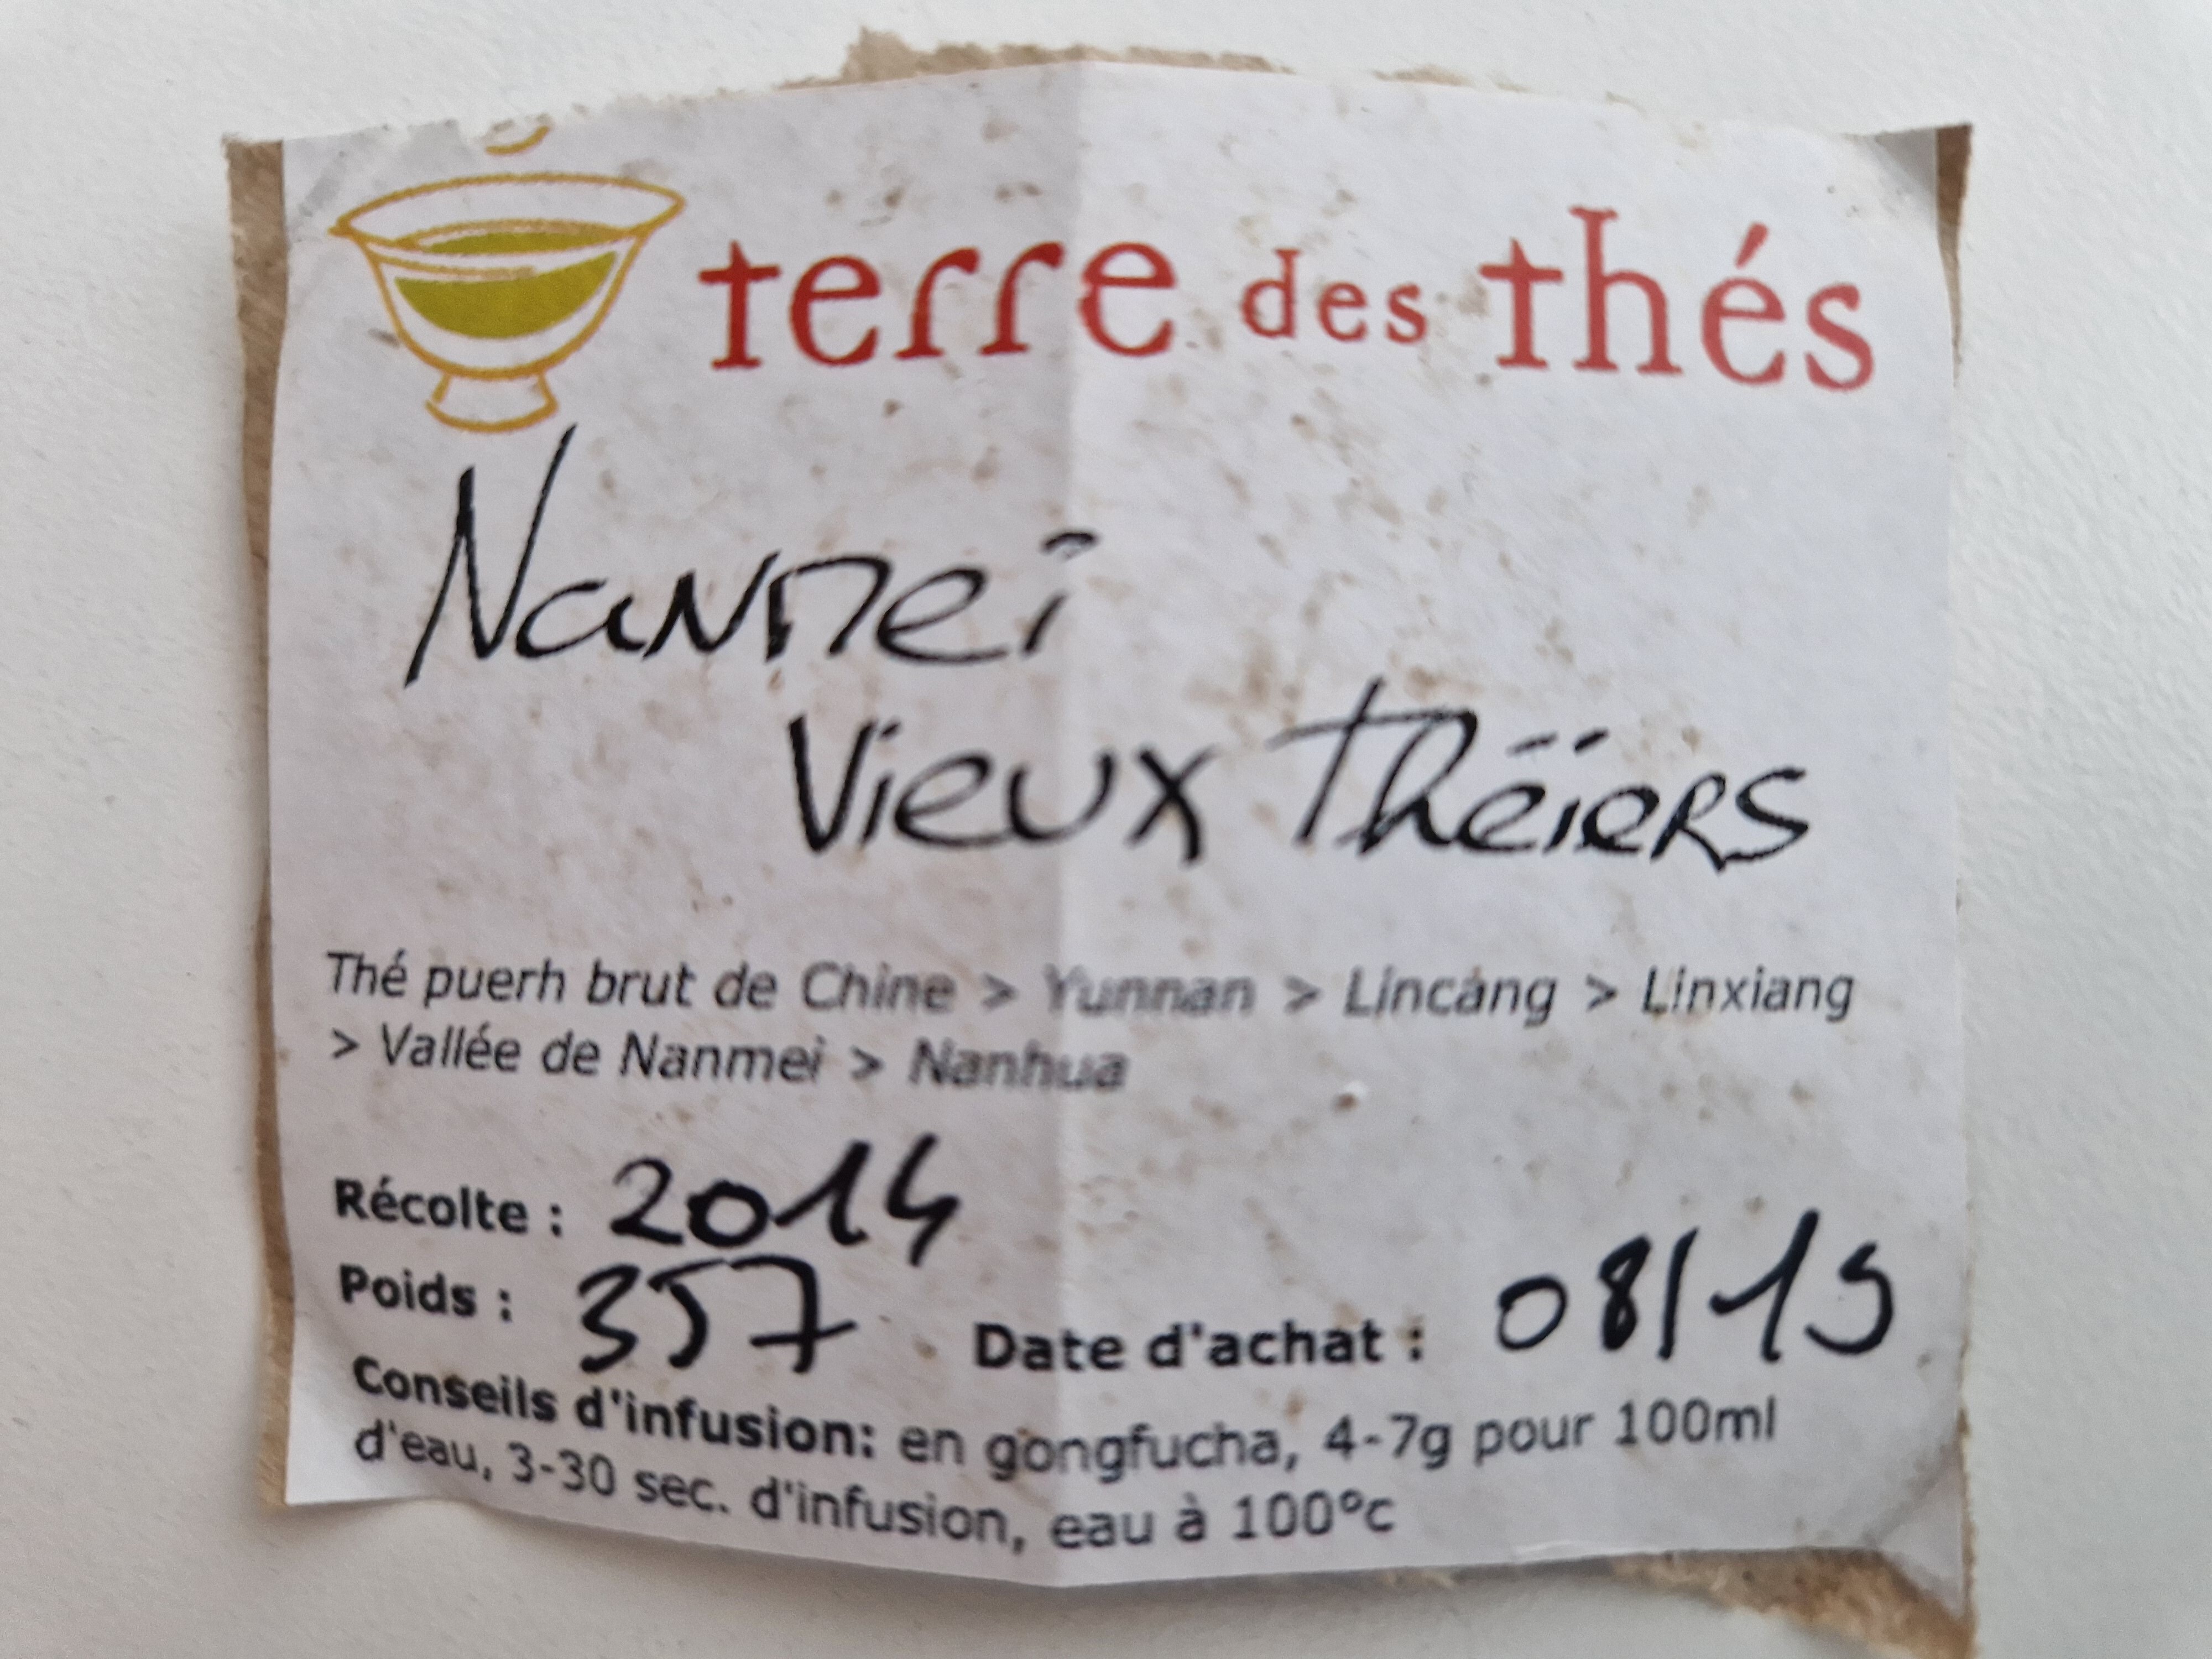 terre des thés
Nanmei
Vieux Théiers
Thé puerh brut de Chine > Yunnan > Lincang > Linxiang
> Vallée de Nanmei > Nanhua
Récolte : 2014
Poids : 357 Date d'achat : 08/15
Conseils d'infusion: en gongfucha, 4-7g pour 100ml
d'eau, 3-30 sec. d'infusion, eau à 100°c